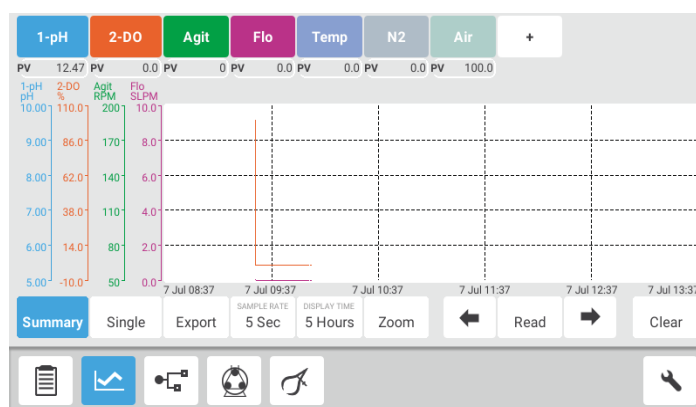 1-pH 2-DO Agit Flo Temp N2 Air +
PV 12.47 PV 0.0 PV 0 PV 0.0 PV 0.0 PV 0.0 PV 100.0
1-pH 2-DO Agit Flo
pH % RPM SLPM
10.00 110.0 200 10.0
9.00 86.0 170 8.0
8.00 62.0 140 6.0
7.00 38.0 110 4.0
6.00 14.0 80 2.0
5.00 -10.0 50 0.0
7 Jul 08:37 7 Jul 09:37 7 Jul 10:37 7 Jul 11:37 7 Jul 12:37 7 Jul 13:37
SAMPLE RATE DISPLAY TIME
Summary Single Export 5 Sec 5 Hours Zoom Read Clear